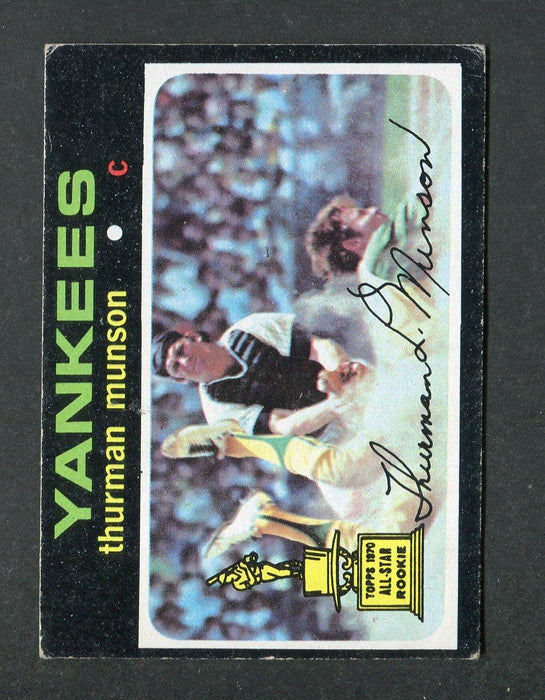 YANKEES
thurman munson • c
Thurman L. Munson
TOPPS 1970
ALL-STAR
ROOKIE